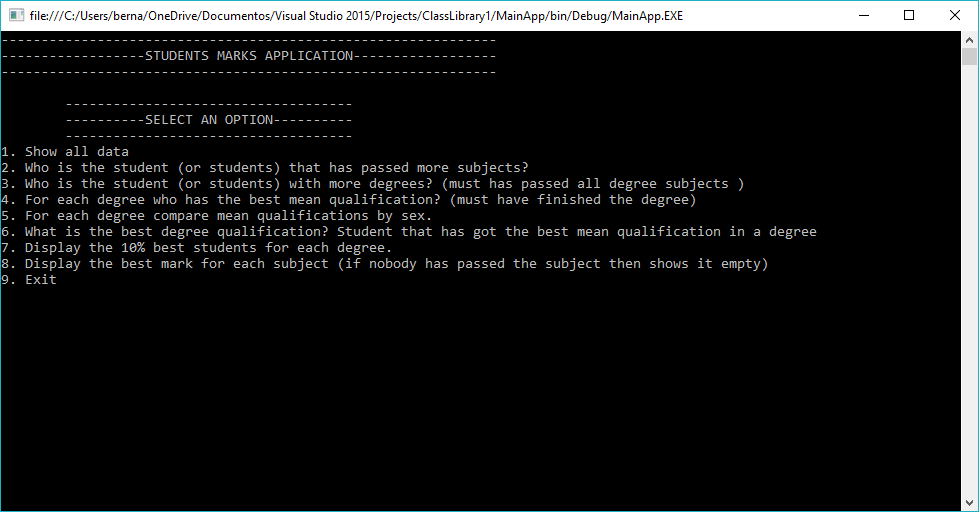 file:///C:/Users/berna/OneDrive/Documentos/Visual Studio 2015/Projects/ClassLibrary1/MainApp/bin/Debug/MainApp.EXE
--------------------------------------------------------------
------------------STUDENTS MARKS APPLICATION------------------
--------------------------------------------------------------
------------------------------------
----------SELECT AN OPTION----------
------------------------------------
1. Show all data
2. Who is the student (or students) that has passed more subjects?
3. Who is the student (or students) with more degrees? (must has passed all degree subjects )
4. For each degree who has the best mean qualification? (must have finished the degree)
5. For each degree compare mean qualifications by sex.
6. What is the best degree qualification? Student that has got the best mean qualification in a degree
7. Display the 10% best students for each degree.
8. Display the best mark for each subject (if nobody has passed the subject then shows it empty)
9. Exit